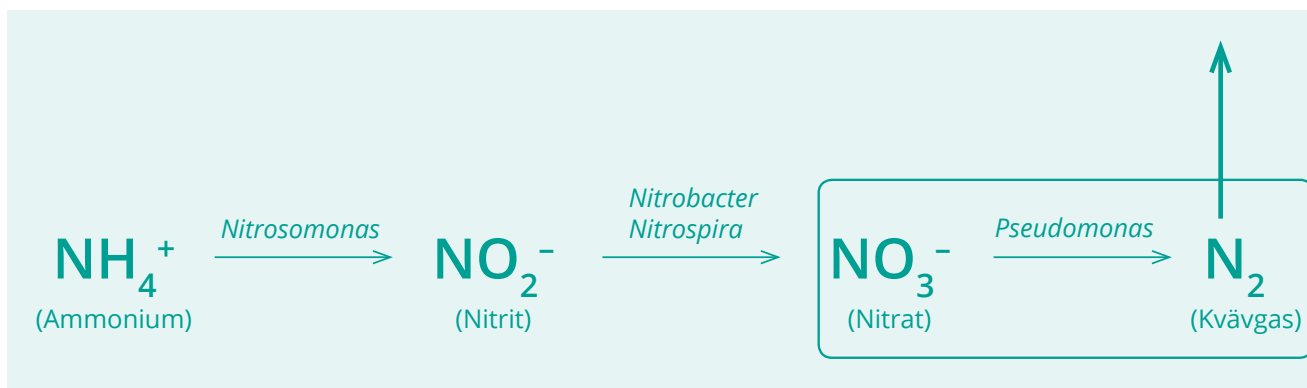 NH₄⁺
(Ammonium)
Nitrosomonas
NO₂⁻
(Nitrit)
Nitrobacter
Nitrospira
NO₃⁻
(Nitrat)
Pseudomonas
N₂
(Kvävgas)